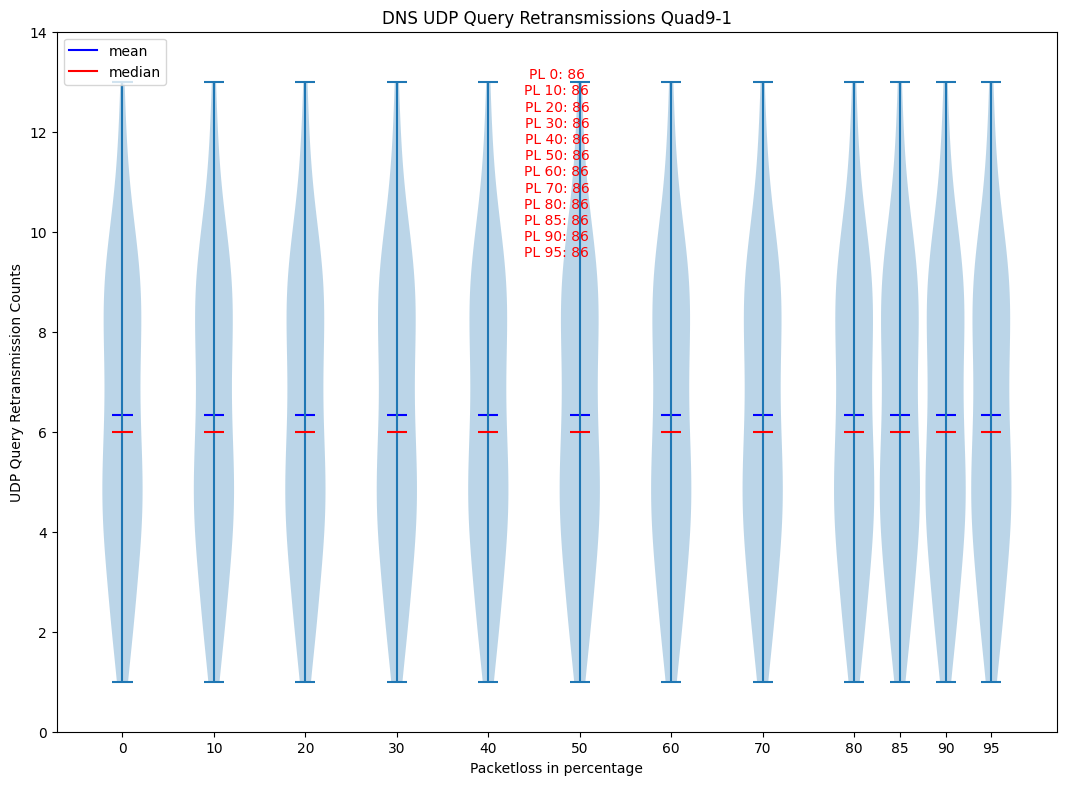 DNS UDP Query Retransmissions Quad9-1
mean
median
PL 0: 86
PL 10: 86
PL 20: 86
PL 30: 86
PL 40: 86
PL 50: 86
PL 60: 86
PL 70: 86
PL 80: 86
PL 85: 86
PL 90: 86
PL 95: 86
UDP Query Retransmission Counts
14
12
10
8
6
4
2
0
0 10 20 30 40 50 60 70 80 85 90 95
Packetloss in percentage